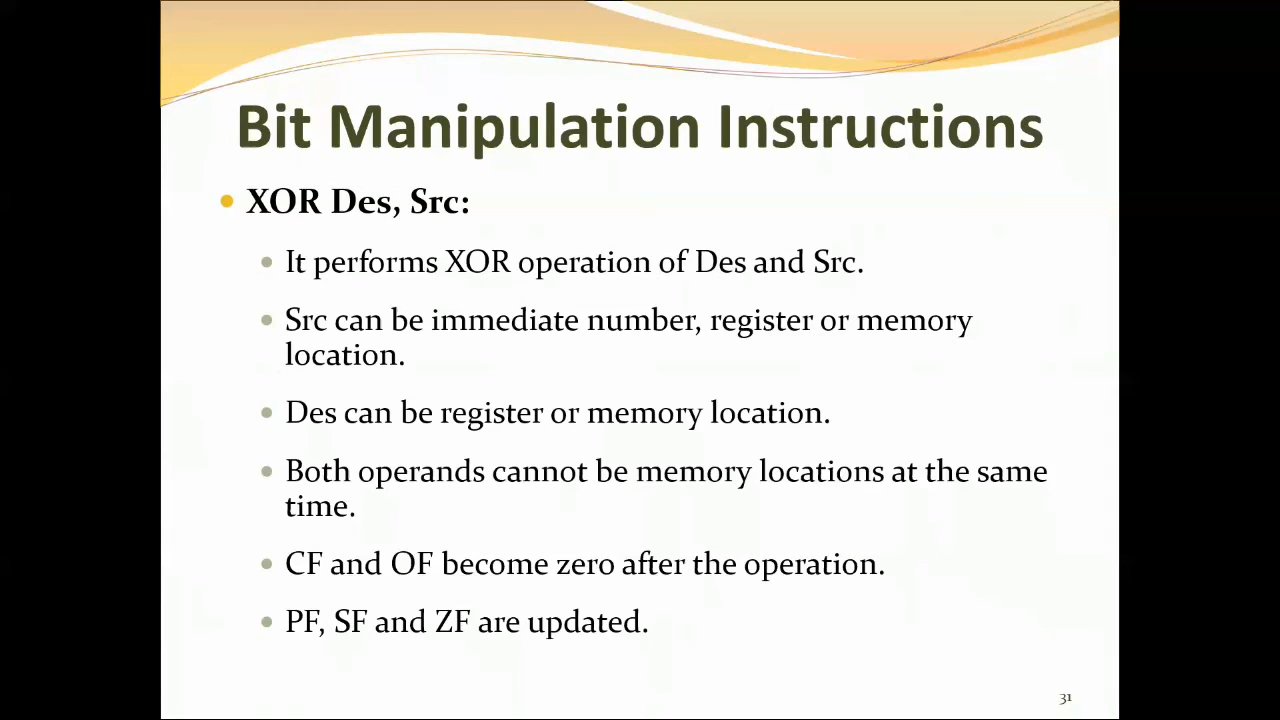 Bit Manipulation Instructions
XOR Des, Src:
It performs XOR operation of Des and Src.
Src can be immediate number, register or memory
location.
Des can be register or memory location.
Both operands cannot be memory locations at the same
time.
CF and OF become zero after the operation.
PF, SF and ZF are updated.
31